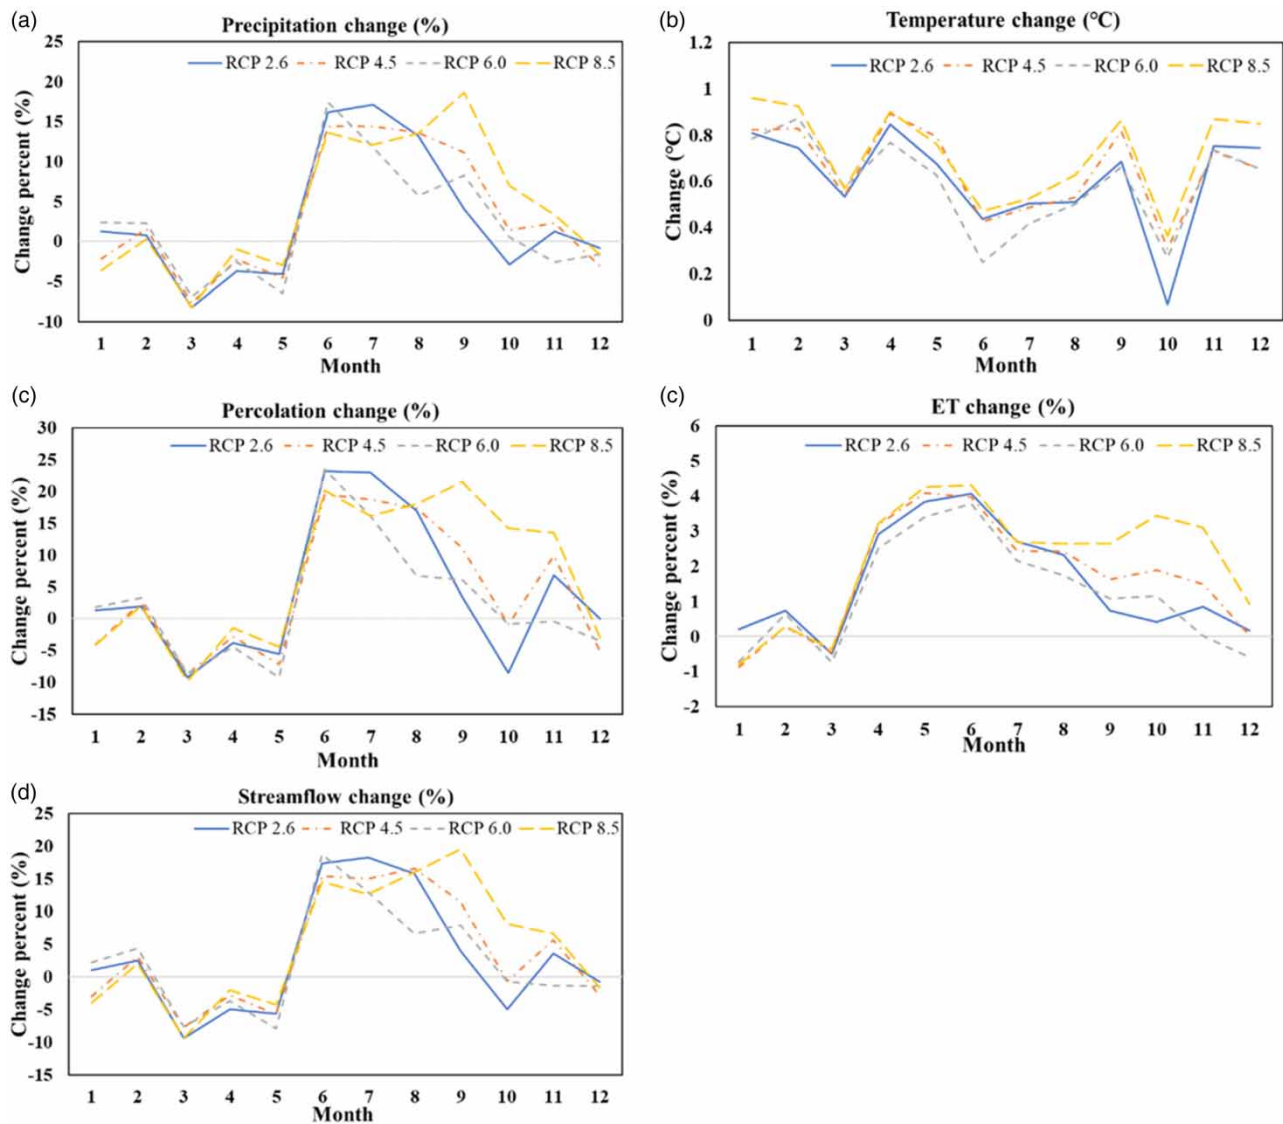 (a)
Precipitation change (%)
RCP 2.6 RCP 4.5 RCP 6.0 RCP 8.5
Change percent (%)
25
20
15
10
5
0
-5
-10
1 2 3 4 5 6 7 8 9 10 11 12
Month
(b)
Temperature change (°C)
RCP 2.6 RCP 4.5 RCP 6.0 RCP 8.5
Change (°C)
1.2
1
0.8
0.6
0.4
0.2
0
1 2 3 4 5 6 7 8 9 10 11 12
Month
(c)
Percolation change (%)
RCP 2.6 RCP 4.5 RCP 6.0 RCP 8.5
Change percent (%)
30
25
20
15
10
5
0
-5
-10
-15
1 2 3 4 5 6 7 8 9 10 11 12
Month
(c)
ET change (%)
RCP 2.6 RCP 4.5 RCP 6.0 RCP 8.5
Change percent (%)
6
5
4
3
2
1
0
-1
-2
1 2 3 4 5 6 7 8 9 10 11 12
Month
(d)
Streamflow change (%)
RCP 2.6 RCP 4.5 RCP 6.0 RCP 8.5
Change percent (%)
25
20
15
10
5
0
-5
-10
-15
1 2 3 4 5 6 7 8 9 10 11 12
Month